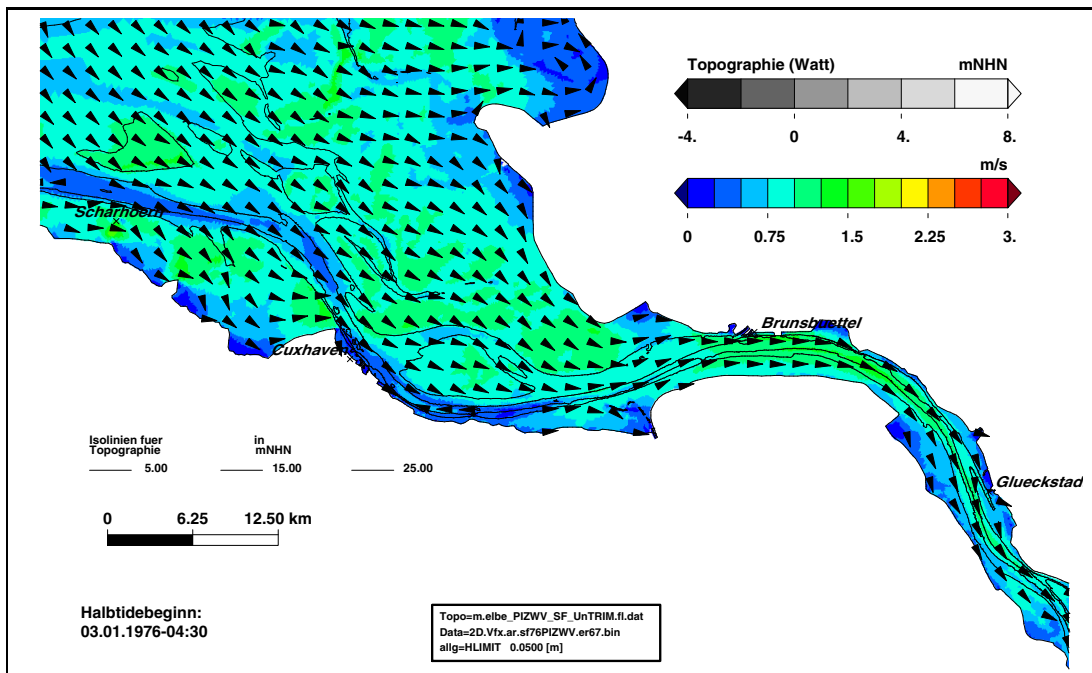 Topographie (Watt) mNHN
-4. 0 4. 8.
m/s
0 0.75 1.5 2.25 3.
Scharhoern
Brunsbuettel
Cuxhaven
Glueckstad
Isolinien fuer in
Topographie mNHN
5.00 15.00 25.00
0 6.25 12.50 km
Halbtidebeginn:
03.01.1976-04:30
Topo=m.elbe_PIZWV_SF_UnTRIM.fl.dat
Data=2D.Vfx.ar.sf76PIZWV.er67.bin
allg=HLIMIT 0.0500 [m]